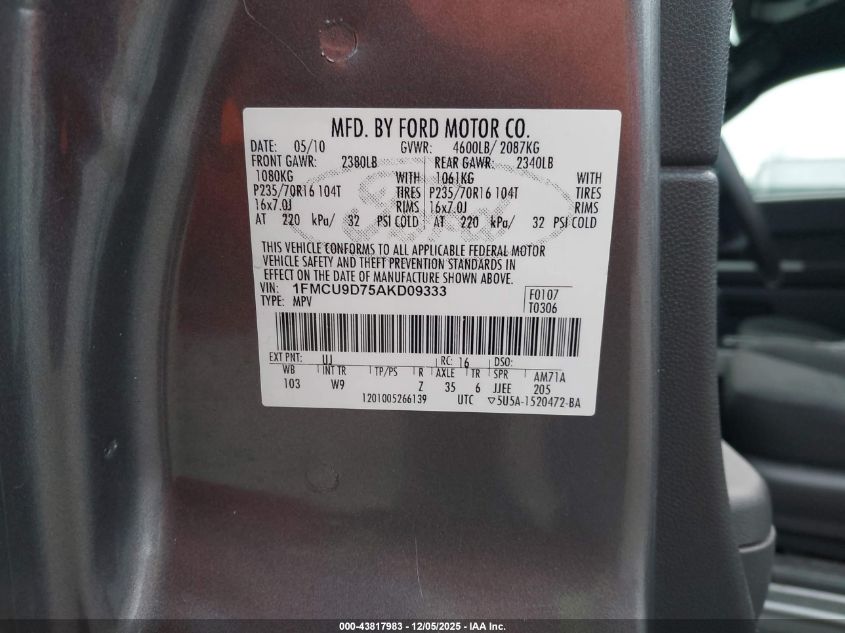 MFD. BY FORD MOTOR CO.
DATE: 05/10 GVWR: 4600LB/ 2087KG
FRONT GAWR: 2380LB REAR GAWR: 2340LB
1080KG WITH 1061KG WITH
P235/70R16 104T TIRES P235/70R16 104T TIRES
16x7.0J RIMS 16x7.0J RIMS
AT 220 kPa/ 32 PSI COLD AT 220 kPa/ 32 PSI COLD
Ford
THIS VEHICLE CONFORMS TO ALL APPLICABLE FEDERAL MOTOR
VEHICLE SAFETY AND THEFT PREVENTION STANDARDS IN
EFFECT ON THE DATE OF MANUFACTURE SHOWN ABOVE.
VIN: 1FMCU9D75AKD09333 F0107
TYPE: MPV T0306
EXT PNT: UJ RC: 16 DSO:
WB INT TR TP/PS R AXLE TR SPR AM71A
103 W9 Z 35 6 JJEE 205
1201005266139 UTC ▽5U5A-1520472-BA
000-43817983 - 12/05/2025 - IAA Inc.